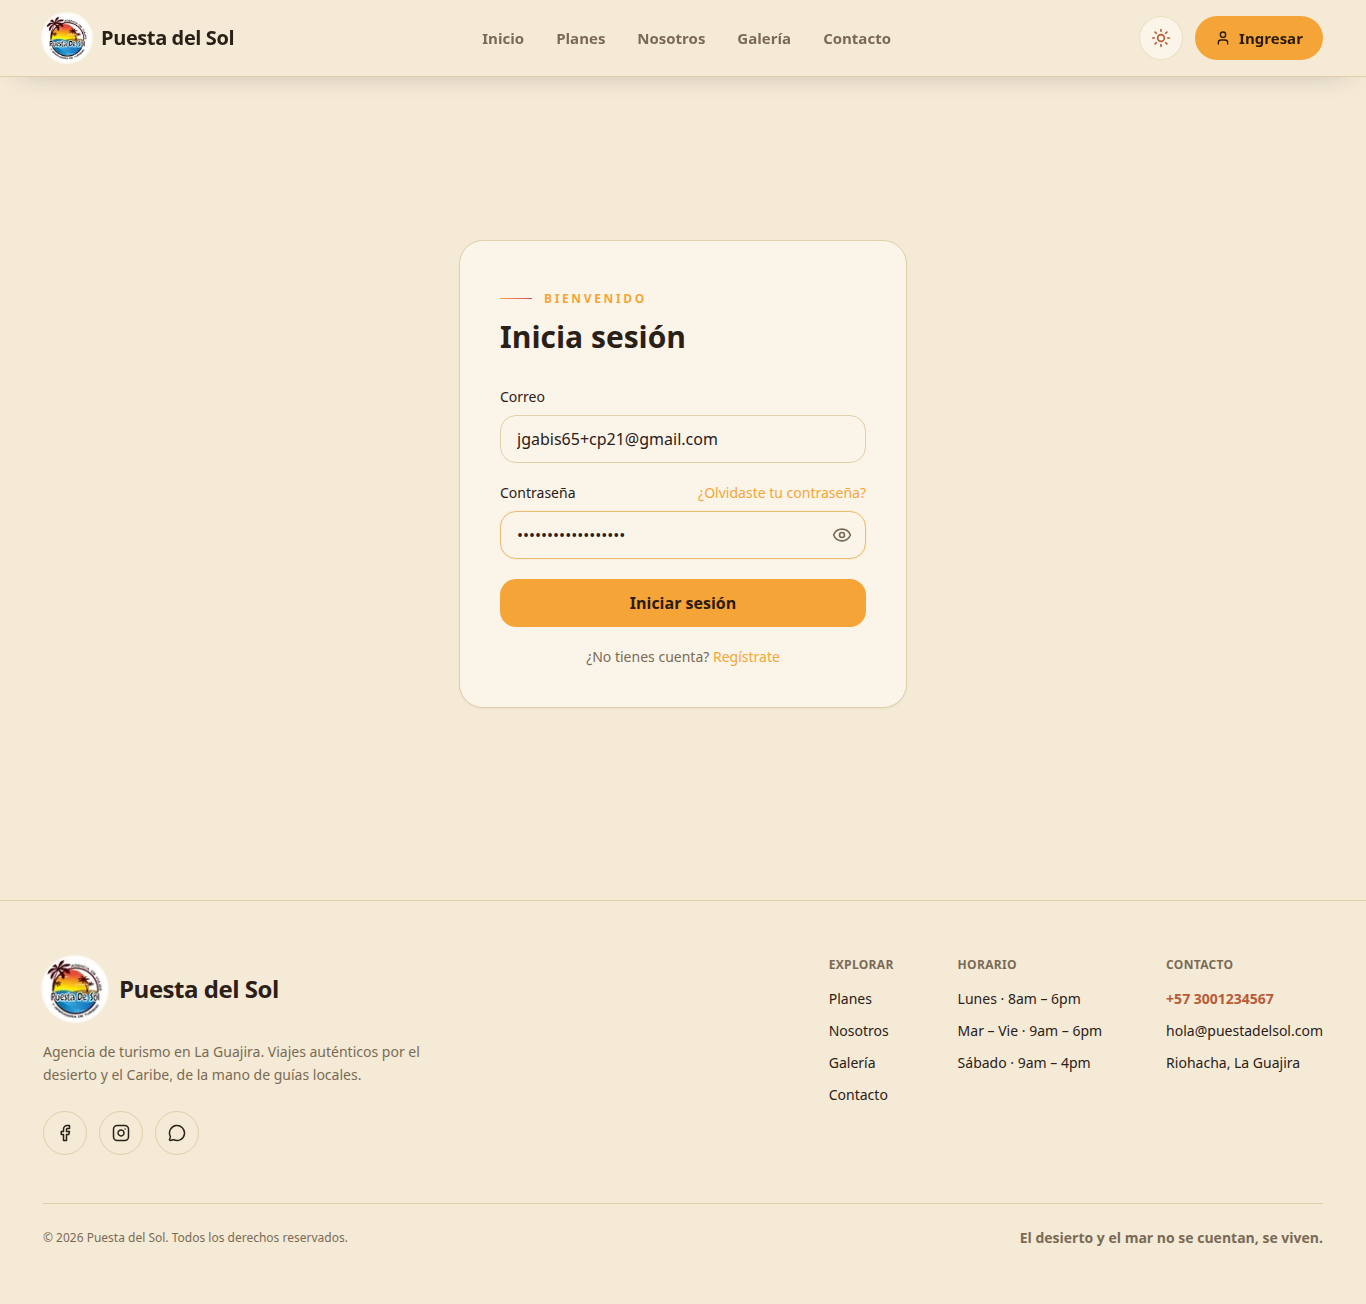 Puesta del Sol
Inicio
Planes
Nosotros
Galería
Contacto
Ingresar
BIENVENIDO
Inicia sesión
Correo
jgabis65+cp21@gmail.com
Contraseña
¿Olvidaste tu contraseña?
••••••••••••••••••
Iniciar sesión
¿No tienes cuenta? Regístrate
Puesta Del Sol
Puesta del Sol
Agencia de turismo en La Guajira. Viajes auténticos por el
desierto y el Caribe, de la mano de guías locales.
EXPLORAR
Planes
Nosotros
Galería
Contacto
HORARIO
Lunes · 8am – 6pm
Mar – Vie · 9am – 6pm
Sábado · 9am – 4pm
CONTACTO
+57 3001234567
hola@puestadelsol.com
Riohacha, La Guajira
© 2026 Puesta del Sol. Todos los derechos reservados.
El desierto y el mar no se cuentan, se viven.